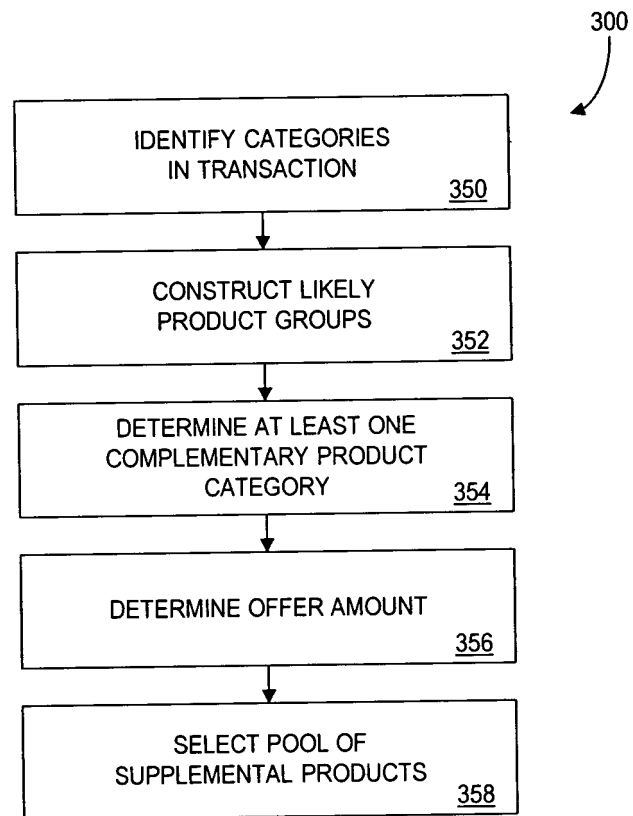 300
IDENTIFY CATEGORIES
IN TRANSACTION
350
CONSTRUCT LIKELY
PRODUCT GROUPS
352
DETERMINE AT LEAST ONE
COMPLEMENTARY PRODUCT
CATEGORY
354
DETERMINE OFFER AMOUNT
356
SELECT POOL OF
SUPPLEMENTAL PRODUCTS
358